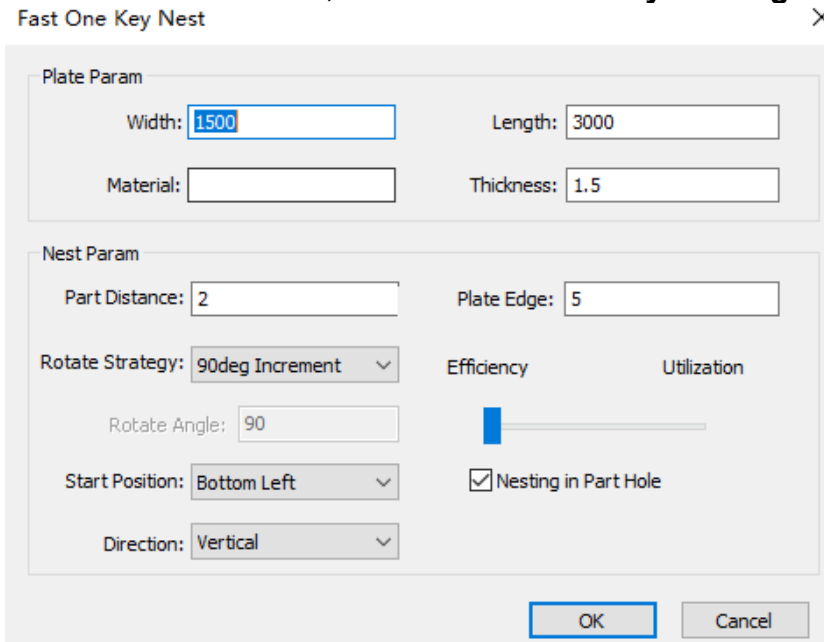 Fast One Key Nest
Plate Param
Width: 1500 Length: 3000
Material: Thickness: 1.5
Nest Param
Part Distance: 2 Plate Edge: 5
Rotate Strategy: 90deg Increment Efficiency Utilization
Rotate Angle: 90
Start Position: Bottom Left Nesting in Part Hole
Direction: Vertical
OK Cancel